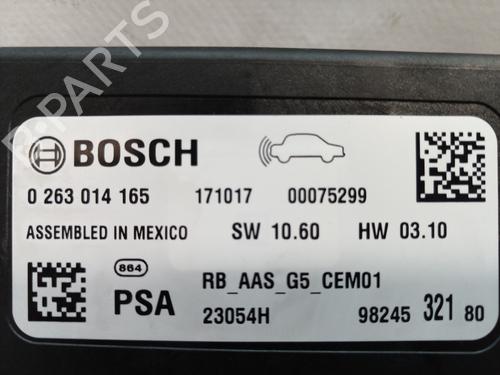 BOSCH
0 263 014 165 171017 00075299
ASSEMBLED IN MEXICO SW 10.60 HW 03.10
864 RB_AAS_G5_CEM01
PSA 23054H 98245 321 80
B-PARTS